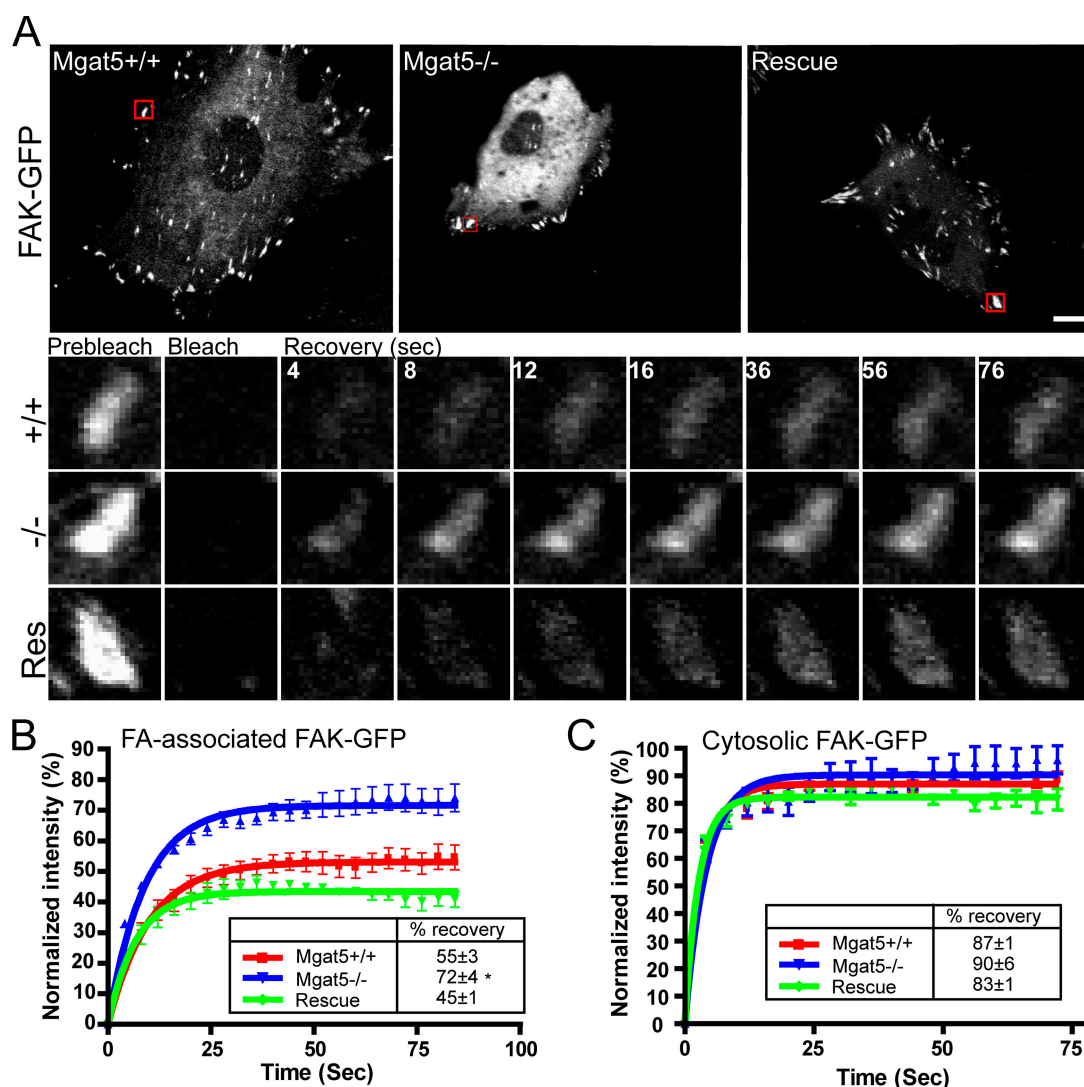 A
Mgat5+/+ Mgat5-/- Rescue
FAK-GFP
Prebleach Bleach Recovery (sec)
4 8 12 16 36 56 76
+/+
-/-
Res
B
FA-associated FAK-GFP
Normalized intensity (%)
90
80
70
60
50
40
30
20
10
0
0 25 50 75 100
Time (Sec)
% recovery
Mgat5+/+ 55±3
Mgat5-/- 72±4 *
Rescue 45±1
C
Cytosolic FAK-GFP
Normalized intensity (%)
100
90
80
70
60
50
40
30
20
10
0
0 25 50 75
Time (Sec)
% recovery
Mgat5+/+ 87±1
Mgat5-/- 90±6
Rescue 83±1